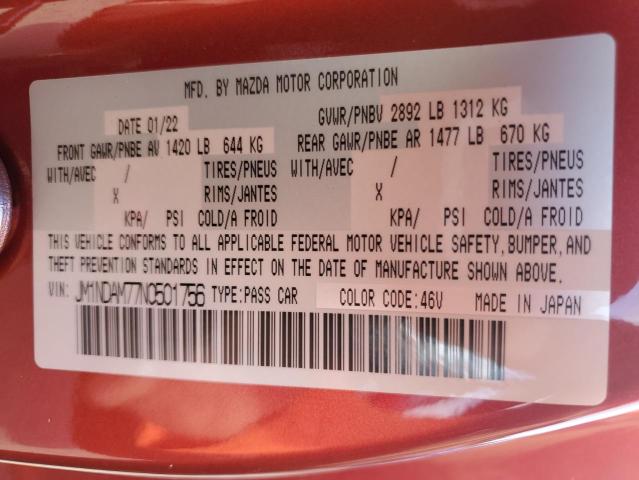 MFD. BY MAZDA MOTOR CORPORATION
DATE 01/22 GVWR/PNBV 2892 LB 1312 KG
FRONT GAWR/PNBE AV 1420 LB 644 KG REAR GAWR/PNBE AR 1477 LB 670 KG
WITH/AVEC / TIRES/PNEUS WITH/AVEC / TIRES/PNEUS
X RIMS/JANTES X RIMS/JANTES
KPA/ PSI COLD/A FROID KPA/ PSI COLD/A FROID
THIS VEHICLE CONFORMS TO ALL APPLICABLE FEDERAL MOTOR VEHICLE SAFETY, BUMPER, AND
THEFT PREVENTION STANDARDS IN EFFECT ON THE DATE OF MANUFACTURE SHOWN ABOVE.
VIN: JM1NDAM77N0501756 TYPE:PASS CAR COLOR CODE:46V MADE IN JAPAN